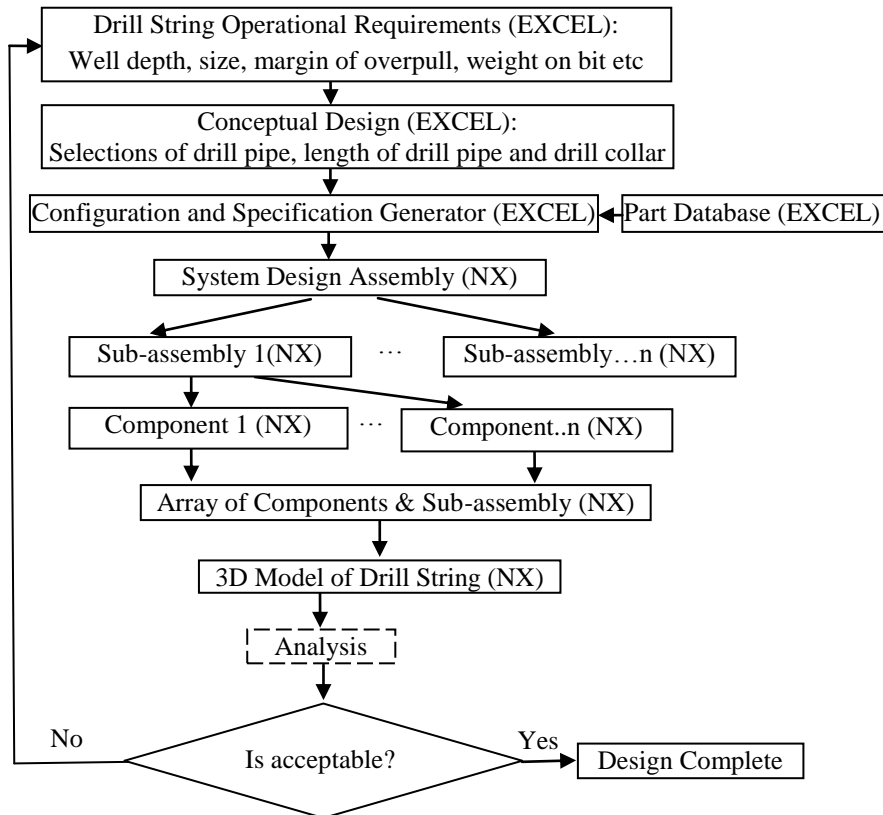 Drill String Operational Requirements (EXCEL):
Well depth, size, margin of overpull, weight on bit etc
Conceptual Design (EXCEL):
Selections of drill pipe, length of drill pipe and drill collar
Configuration and Specification Generator (EXCEL)
Part Database (EXCEL)
System Design Assembly (NX)
Sub-assembly 1(NX)
...
Sub-assembly…n (NX)
Component 1 (NX)
...
Component..n (NX)
Array of Components & Sub-assembly (NX)
3D Model of Drill String (NX)
Analysis
No
Is acceptable?
Yes
Design Complete